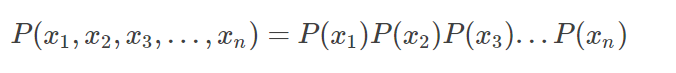 P(x₁, x₂, x₃, . . . , xₙ) = P(x₁)P(x₂)P(x₃). . . P(xₙ)